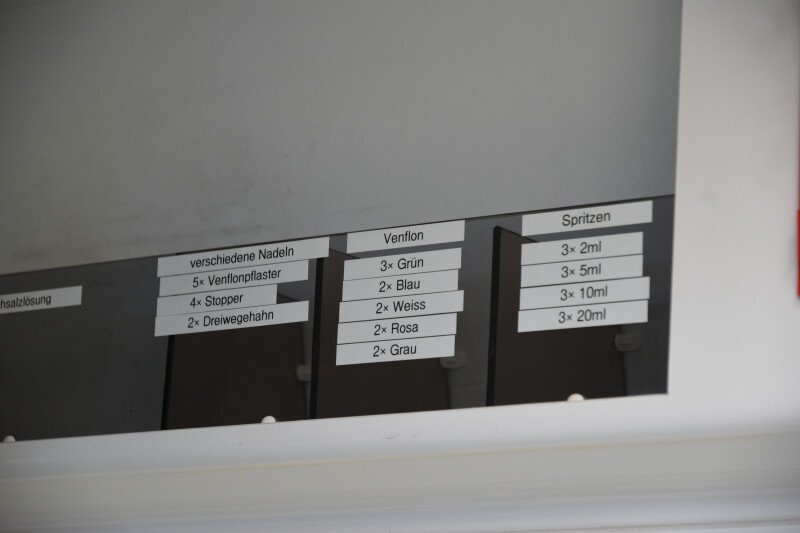 verschiedene Nadeln
5× Venflonpflaster
4× Stopper
2× Dreiwegehahn
Venflon
3× Grün
2× Blau
2× Weiss
2× Rosa
2× Grau
Spritzen
3× 2ml
3× 5ml
3× 10ml
3× 20ml